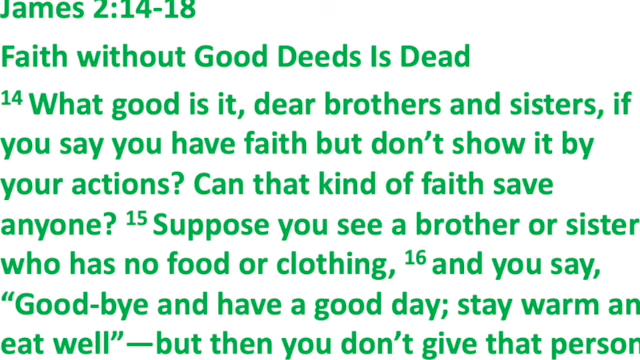 James 2:14-18
Faith without Good Deeds Is Dead
14 What good is it, dear brothers and sisters, if
you say you have faith but don’t show it by
your actions? Can that kind of faith save
anyone? 15 Suppose you see a brother or sister
who has no food or clothing, 16 and you say,
“Good-bye and have a good day; stay warm an
eat well”—but then you don’t give that person